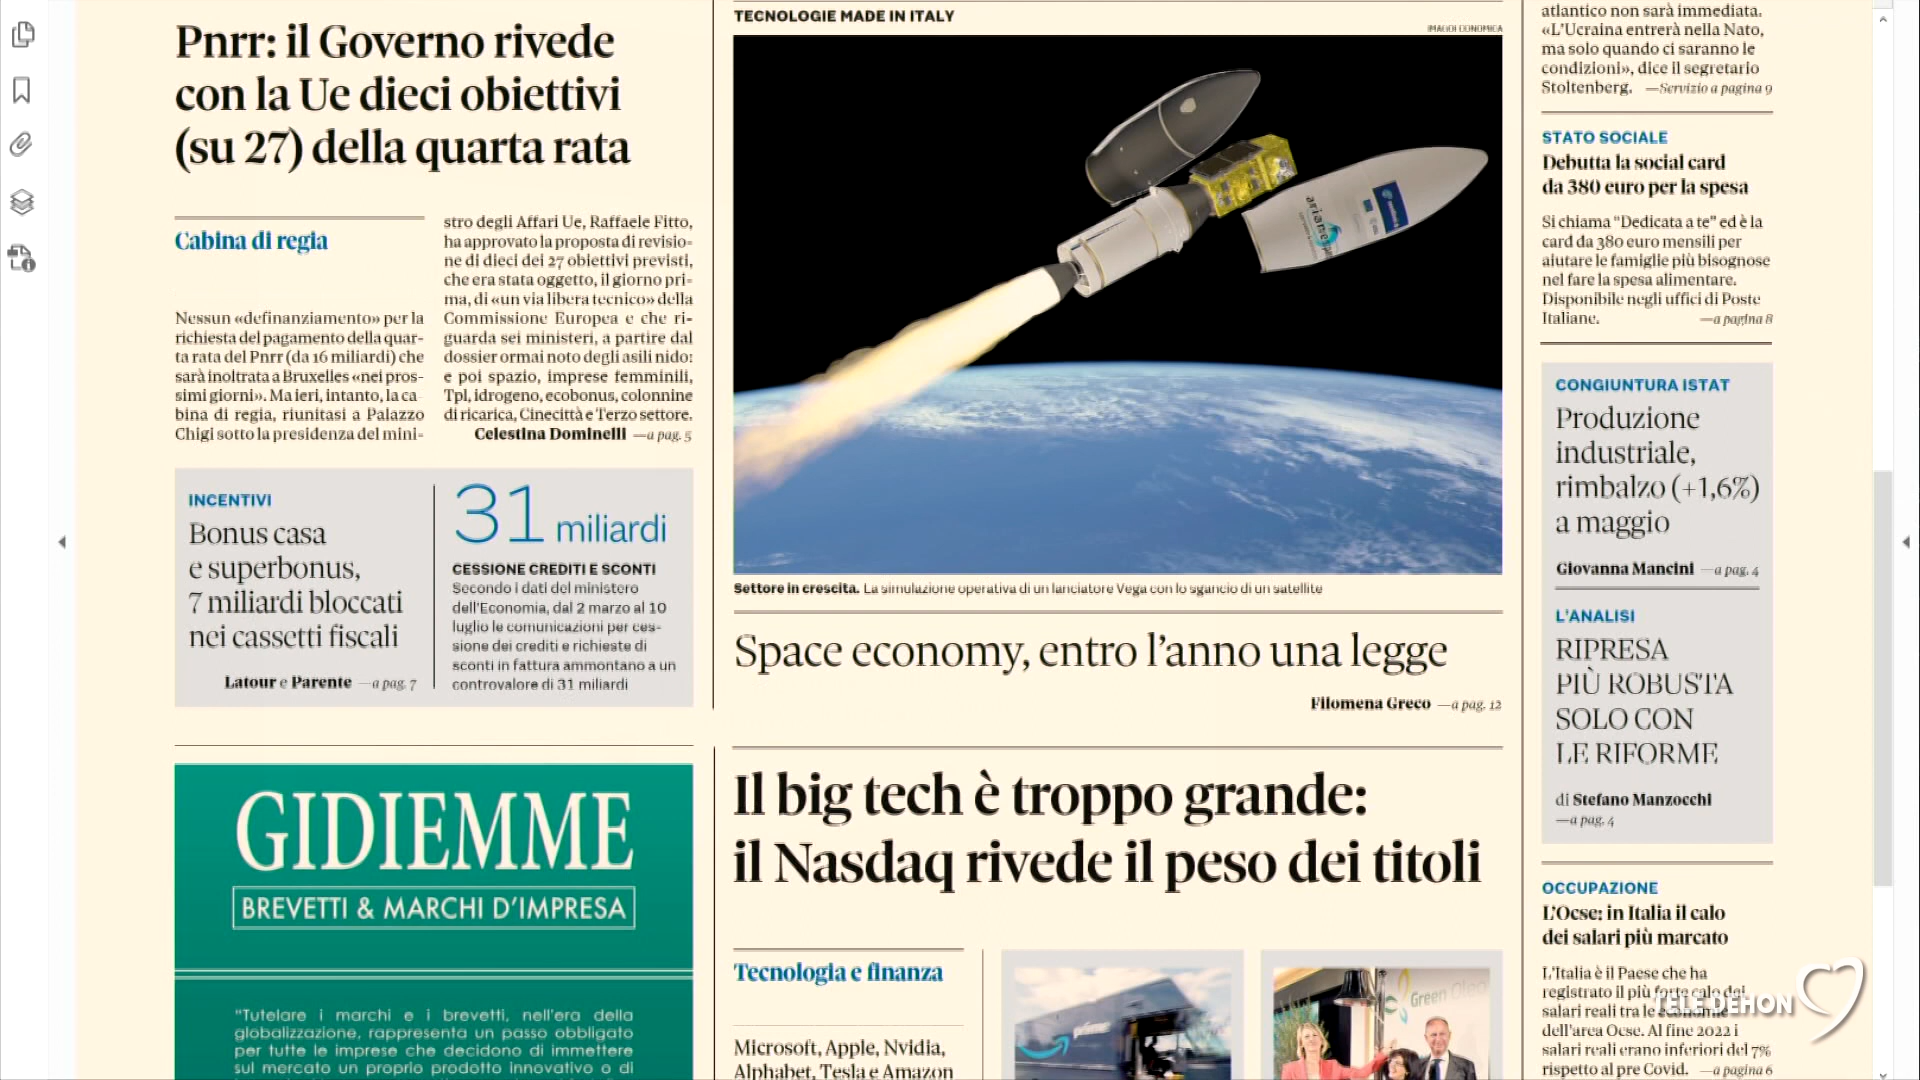 Pnrr: il Governo rivede
con la Ue dieci obiettivi
(su 27) della quarta rata
Cabina di regia
Nessun «definanziamento» per la
richiesta del pagamento della quar-
ta rata del Pnrr (da 16 miliardi) che
sarà inoltrata a Bruxelles «nei pros-
simi giorni». Ma ieri, intanto, la ca-
bina di regia, riunitasi a Palazzo
Chigi sotto la presidenza del mini-
stro degli Affari Ue, Raffaele Fitto,
ha approvato la proposta di revisio-
ne di dieci dei 27 obiettivi previsti,
che era stata oggetto, il giorno pri-
ma, di «un via libera tecnico» della
Commissione Europea e che ri-
guarda sei ministeri, a partire dal
dossier ormai noto degli asili nido:
e poi spazio, imprese femminili,
Tpl, idrogeno, ecobonus, colonnine
di ricarica, Cinecittà e Terzo settore.
Celestina Dominelli —a pag. 5
INCENTIVI
Bonus casa
e superbonus,
7 miliardi bloccati
nei cassetti fiscali
Latour e Parente —a pag. 7
31 miliardi
CESSIONE CREDITI E SCONTI
Secondo i dati del ministero
dell'Economia, dal 2 marzo al 10
luglio le comunicazioni per ces-
sione dei crediti e richieste di
sconti in fattura ammontano a un
controvalore di 31 miliardi
GIDIEMME
BREVETTI & MARCHI D'IMPRESA
"Tutelare i marchi e i brevetti, nell'era della
globalizzazione, rappresenta un passo obbligato
per tutte le imprese che decidono di immettere
sul mercato un proprio prodotto innovativo o di
TECNOLOGIE MADE IN ITALY
IMAGOECONOMICA
arianespace
Settore in crescita. La simulazione operativa di un lanciatore Vega con lo sgancio di un satellite
Space economy, entro l'anno una legge
Filomena Greco —a pag. 12
Il big tech è troppo grande:
il Nasdaq rivede il peso dei titoli
Tecnologia e finanza
Microsoft, Apple, Nvidia,
Alphabet, Tesla e Amazon
Green Oleo
atlantico non sarà immediata.
«L'Ucraina entrerà nella Nato,
ma solo quando ci saranno le
condizioni», dice il segretario
Stoltenberg. —Servizio a pagina 9
STATO SOCIALE
Debutta la social card
da 380 euro per la spesa
Si chiama "Dedicata a te" ed è la
card da 380 euro mensili per
aiutare le famiglie più bisognose
nel fare la spesa alimentare.
Disponibile negli uffici di Poste
Italiane. —a pagina 8
CONGIUNTURA ISTAT
Produzione
industriale,
rimbalzo (+1,6%)
a maggio
Giovanna Mancini —a pag. 4
L'ANALISI
RIPRESA
PIÙ ROBUSTA
SOLO CON
LE RIFORME
di Stefano Manzocchi
—a pag. 4
OCCUPAZIONE
L'Ocse: in Italia il calo
dei salari più marcato
L'Italia è il Paese che ha
registrato il più forte calo dei
salari reali tra le economie
dell'area Ocse. Al fine 2022 i
salari reali erano inferiori del 7%
rispetto al pre Covid. —a pagina 6
TELE DEHON